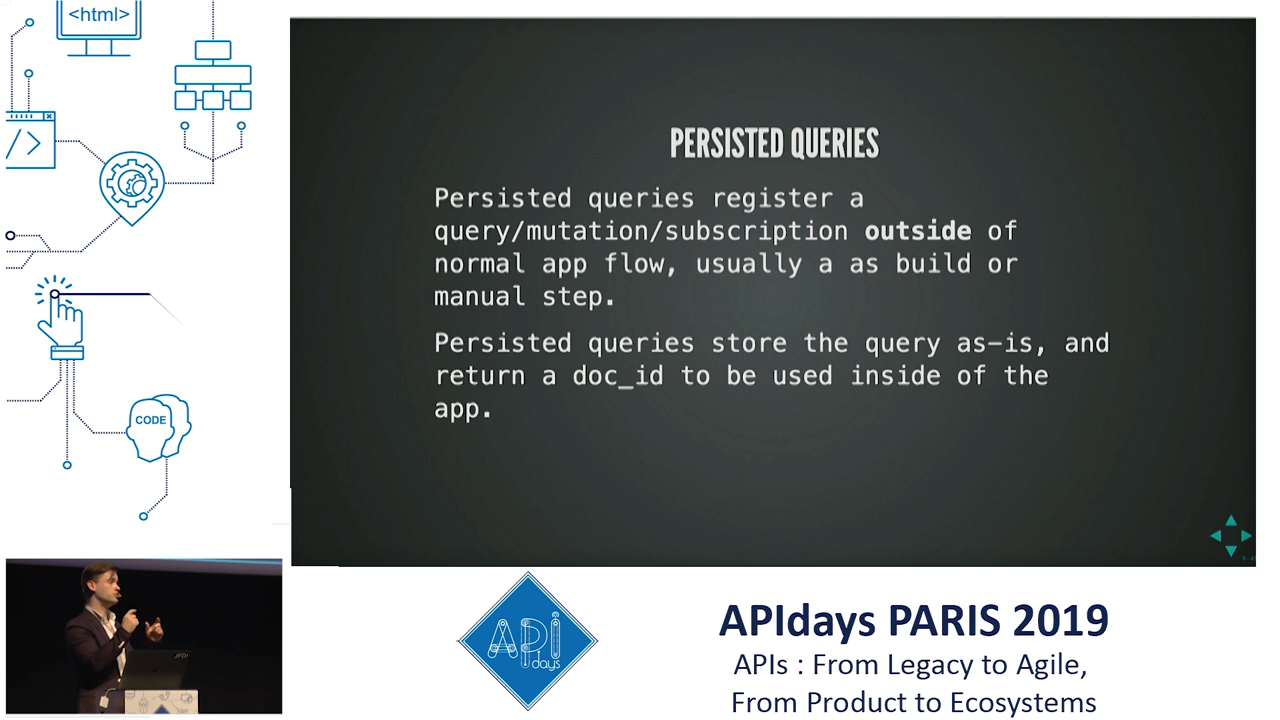 <html>
</>
CODE
PERSISTED QUERIES
Persisted queries register a
query/mutation/subscription outside of
normal app flow, usually a as build or
manual step.
Persisted queries store the query as-is, and
return a doc_id to be used inside of the
app.
JFDI
API
days
APIdays PARIS 2019
APIs : From Legacy to Agile,
From Product to Ecosystems